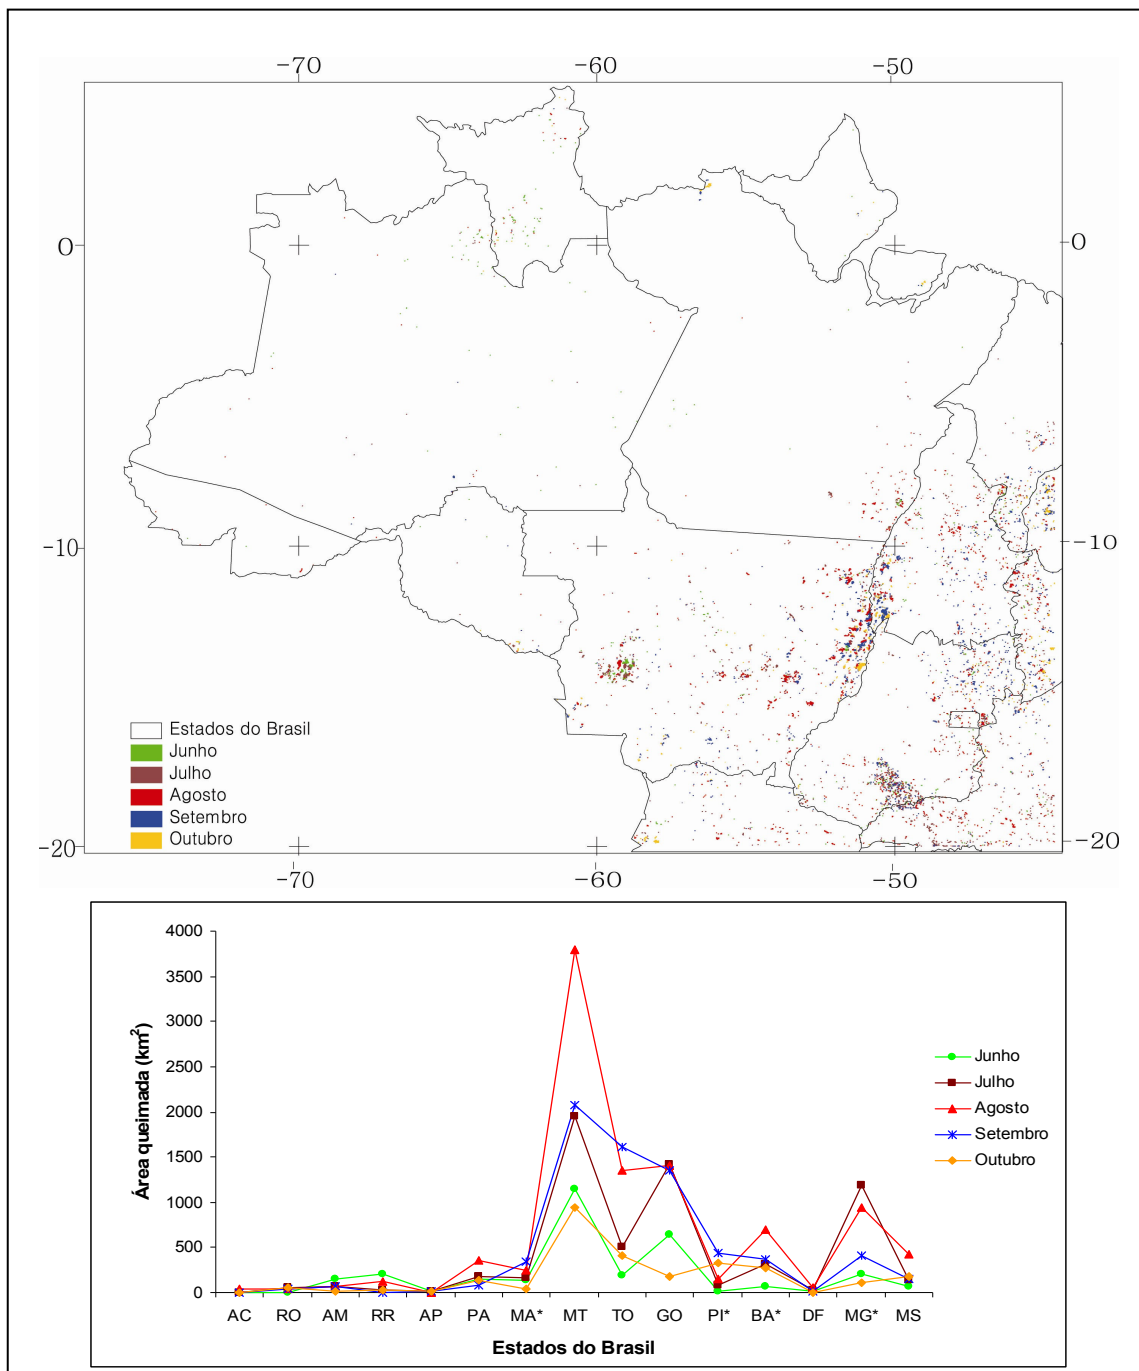 -70 -60 -50
0 0
-10 -10
Estados do Brasil
Junho
Julho
Agosto
Setembro
Outubro
-20 -20
-70 -60 -50
4000
3500
3000
2500
2000
1500
1000
500
0
Área queimada (km²)
Junho
Julho
Agosto
Setembro
Outubro
AC RO AM RR AP PA MA* MT TO GO PI* BA* DF MG* MS
Estados do Brasil